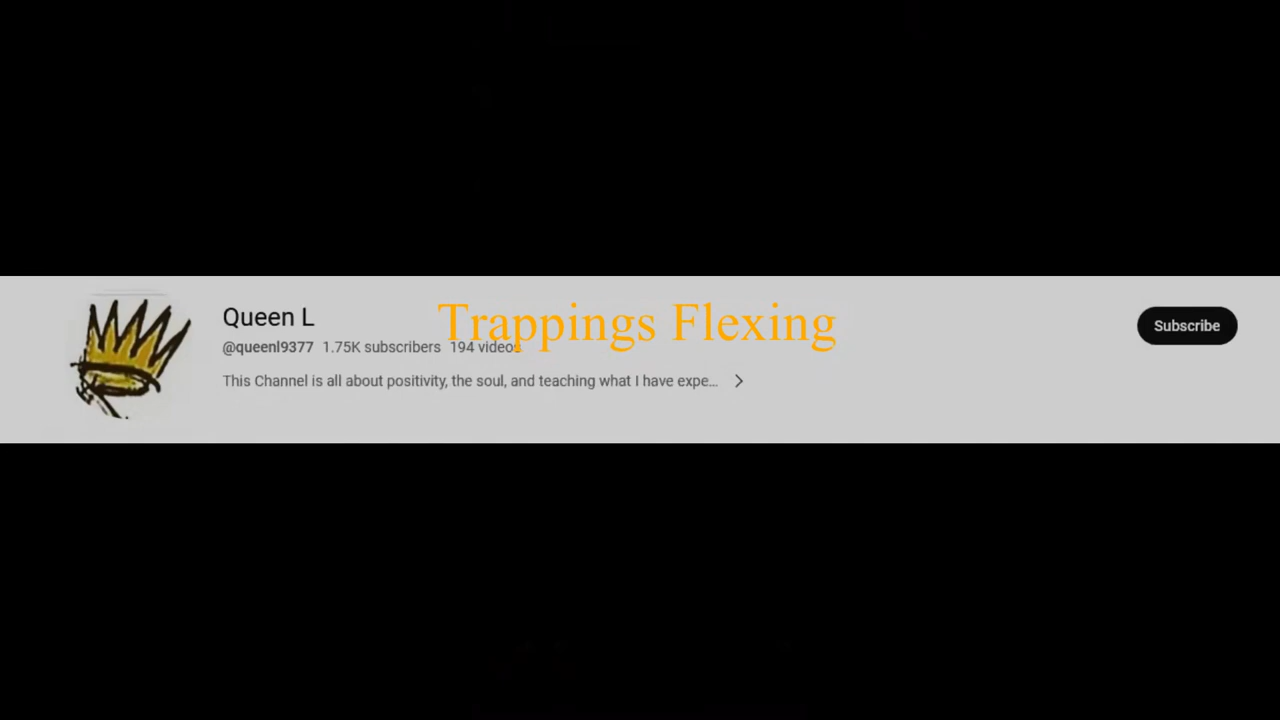 Queen L
Trappings Flexing
@queenl9377 1.75K subscribers 194 videos
This Channel is all about positivity, the soul, and teaching what I have expe...
Subscribe